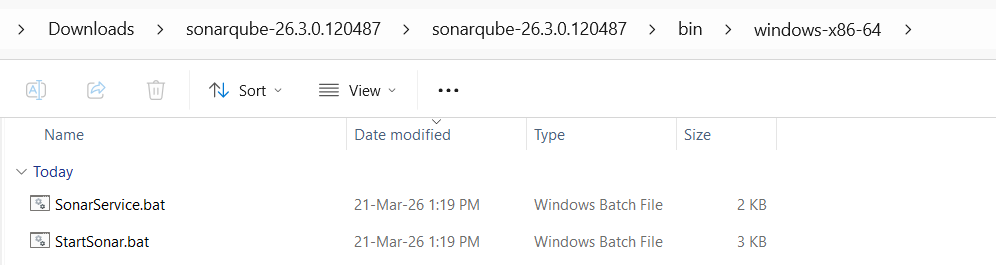 Downloads sonarqube-26.3.0.120487 sonarqube-26.3.0.120487 bin windows-x86-64
Sort View
Name Date modified Type Size
Today
SonarService.bat 21-Mar-26 1:19 PM Windows Batch File 2 KB
StartSonar.bat 21-Mar-26 1:19 PM Windows Batch File 3 KB